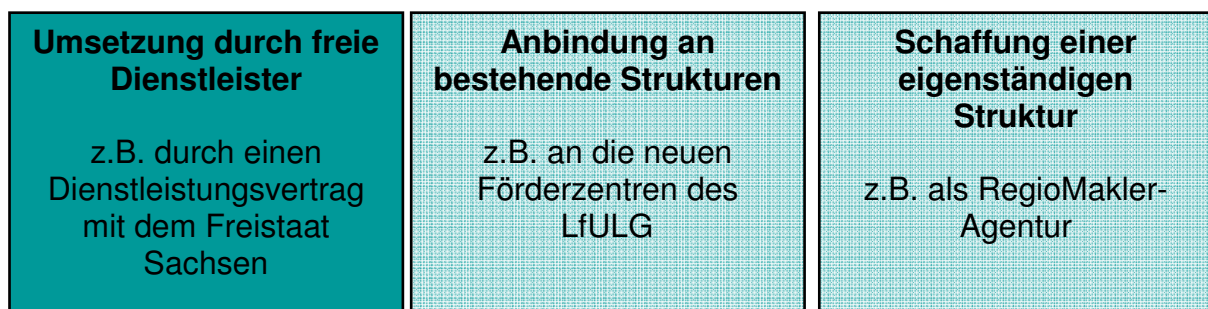 Umsetzung durch freie
Dienstleister
z.B. durch einen
Dienstleistungsvertrag
mit dem Freistaat
Sachsen
Anbindung an
bestehende Strukturen
z.B. an die neuen
Förderzentren des
LfULG
Schaffung einer
eigenständigen
Struktur
z.B. als RegioMakler-
Agentur